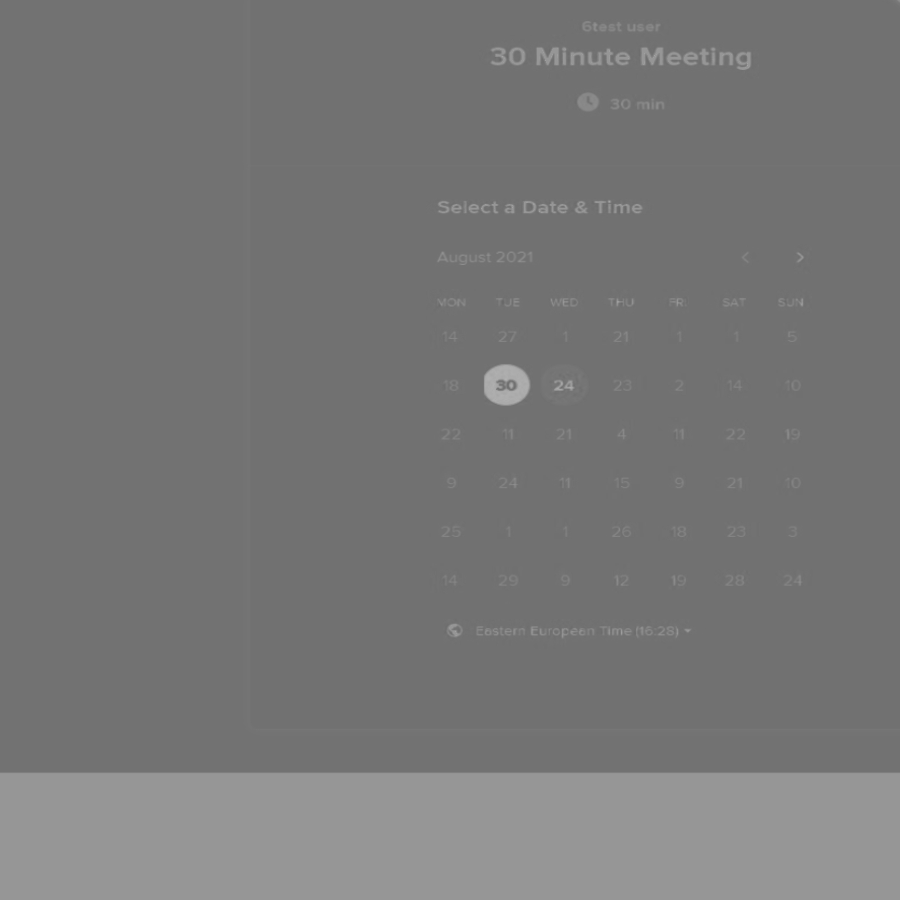 6test user
30 Minute Meeting
30 min
Select a Date & Time
August 2021
MON TUE WED THU FRI SAT SUN
14 27 1 21 1 1 5
18 30 24 23 2 14 10
22 11 21 4 11 22 19
9 24 11 15 9 21 10
25 1 1 26 18 23 3
14 29 9 12 19 28 24
Eastern European Time (16:28)